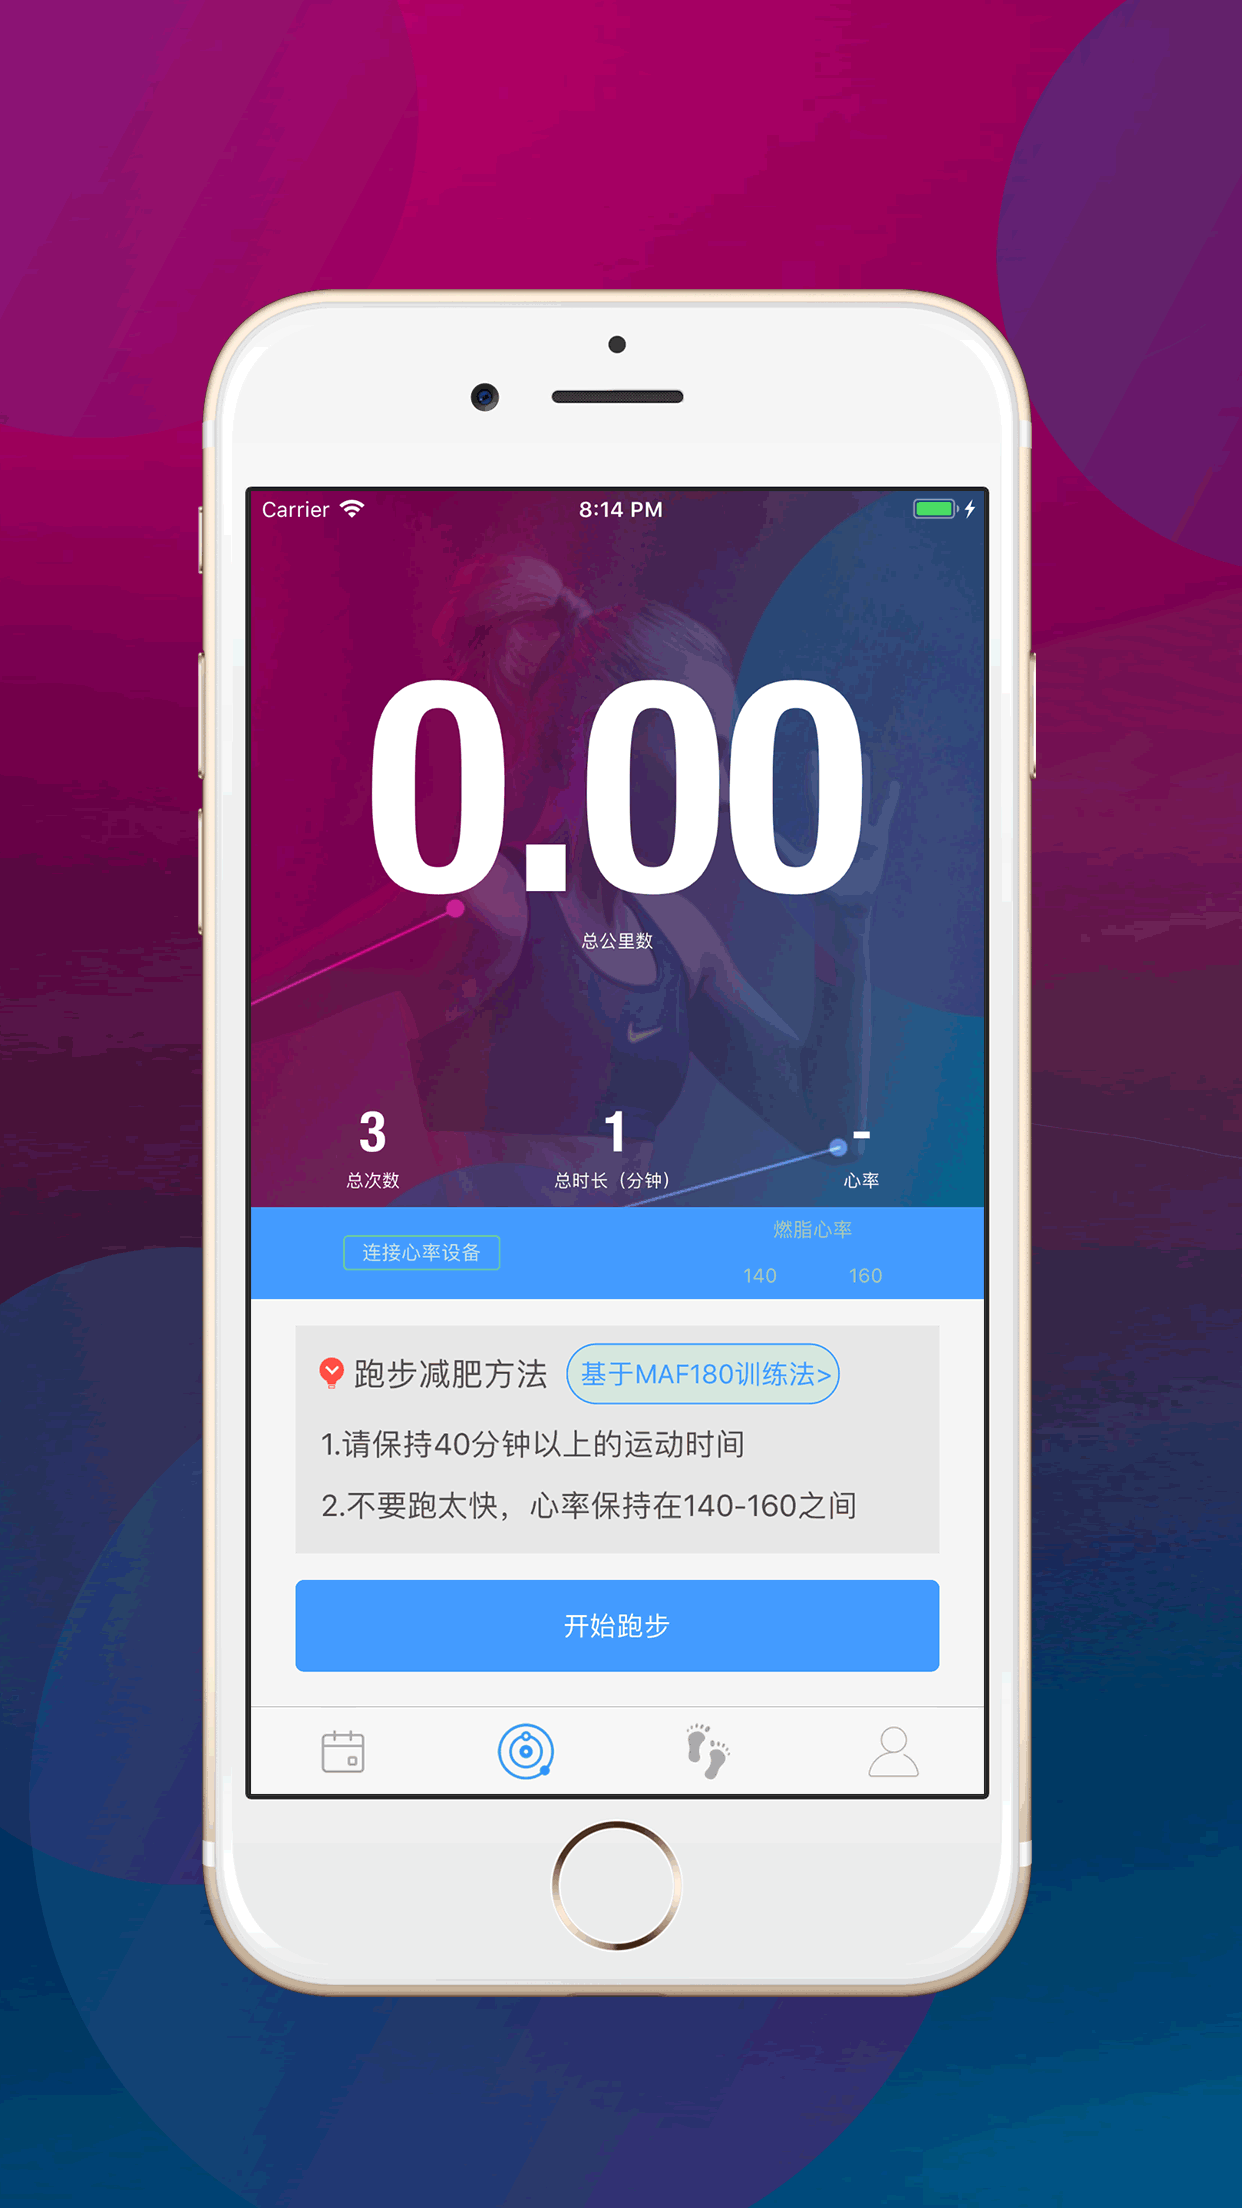 Carrier 8:14 PM
0.00
总公里数
3 1 -
总次数 总时长（分钟） 心率
连接心率设备
燃脂心率
140 160
跑步减肥方法 基于MAF180训练法>
1.请保持40分钟以上的运动时间
2.不要跑太快，心率保持在140-160之间
开始跑步